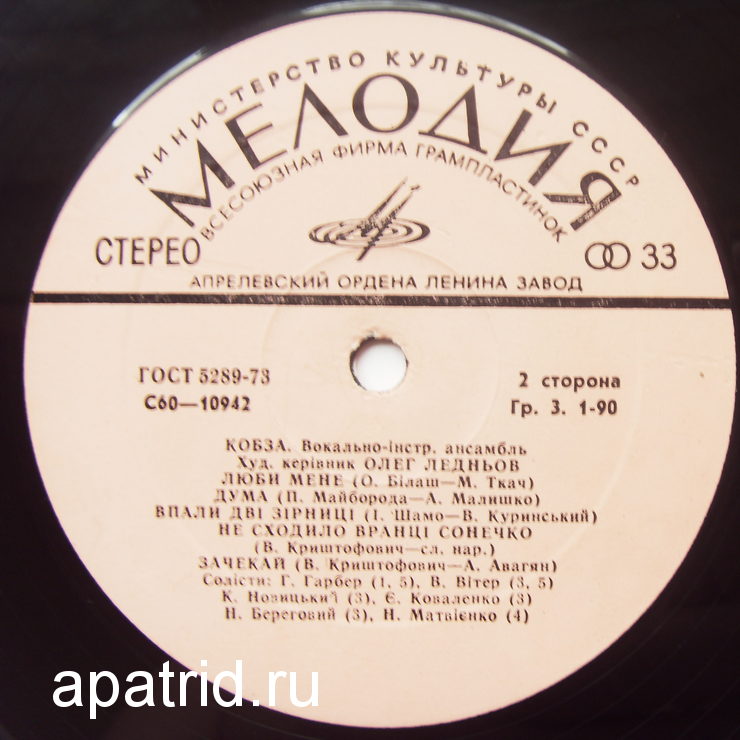 МИНИСТЕРСТВО КУЛЬТУРЫ СССР
МЕЛОДИЯ
ВСЕСОЮЗНАЯ ФИРМА ГРАМПЛАСТИНОК
СТЕРЕО 33
АПРЕЛЕВСКИЙ ОРДЕНА ЛЕНИНА ЗАВОД
ГОСТ 5289-73 2 сторона
С60—10942 Гр. 3. 1-90
КОБЗА. Вокально-інстр. ансамбль
Худ. керівник ОЛЕГ ЛЕДНЬОВ
ЛЮБИ МЕНЕ (О. Білаш—М. Ткач)
ДУМА (П. Майборода—А. Малишко)
ВПАЛИ ДВІ ЗІРНИЦІ (І. Шамо—В. Куринський)
НЕ СХОДИЛО ВРАНЦІ СОНЕЧКО
(В. Криштофович—сл. нар.)
ЗАЧЕКАЙ (В. Криштофович—А. Авагян)
Солісти: Г. Гарбер (1, 5), В. Вітер (3, 5)
К. Новицький (3), Є. Коваленко (3)
Н. Береговий (3), Н. Матвієнко (4)
apatrid.ru